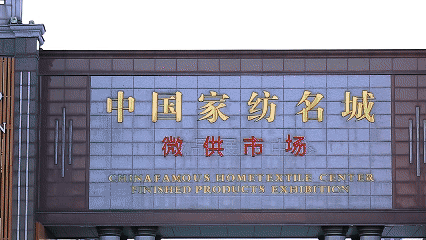 中国家纺名城
微供市场
CHINAFAMOUS HOMETEXTILE CENTER
FINISHED PRODUCTS EXHIBITION